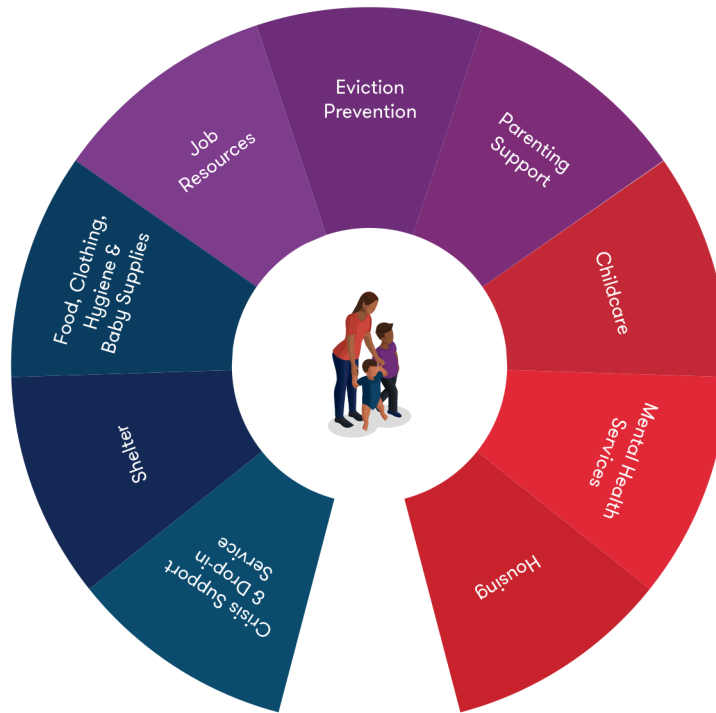 Crisis Support
& Drop-in
Service
Shelter
Food, Clothing,
Hygiene &
Baby Supplies
Job
Resources
Eviction
Prevention
Parenting
Support
Childcare
Mental Health
Services
Housing